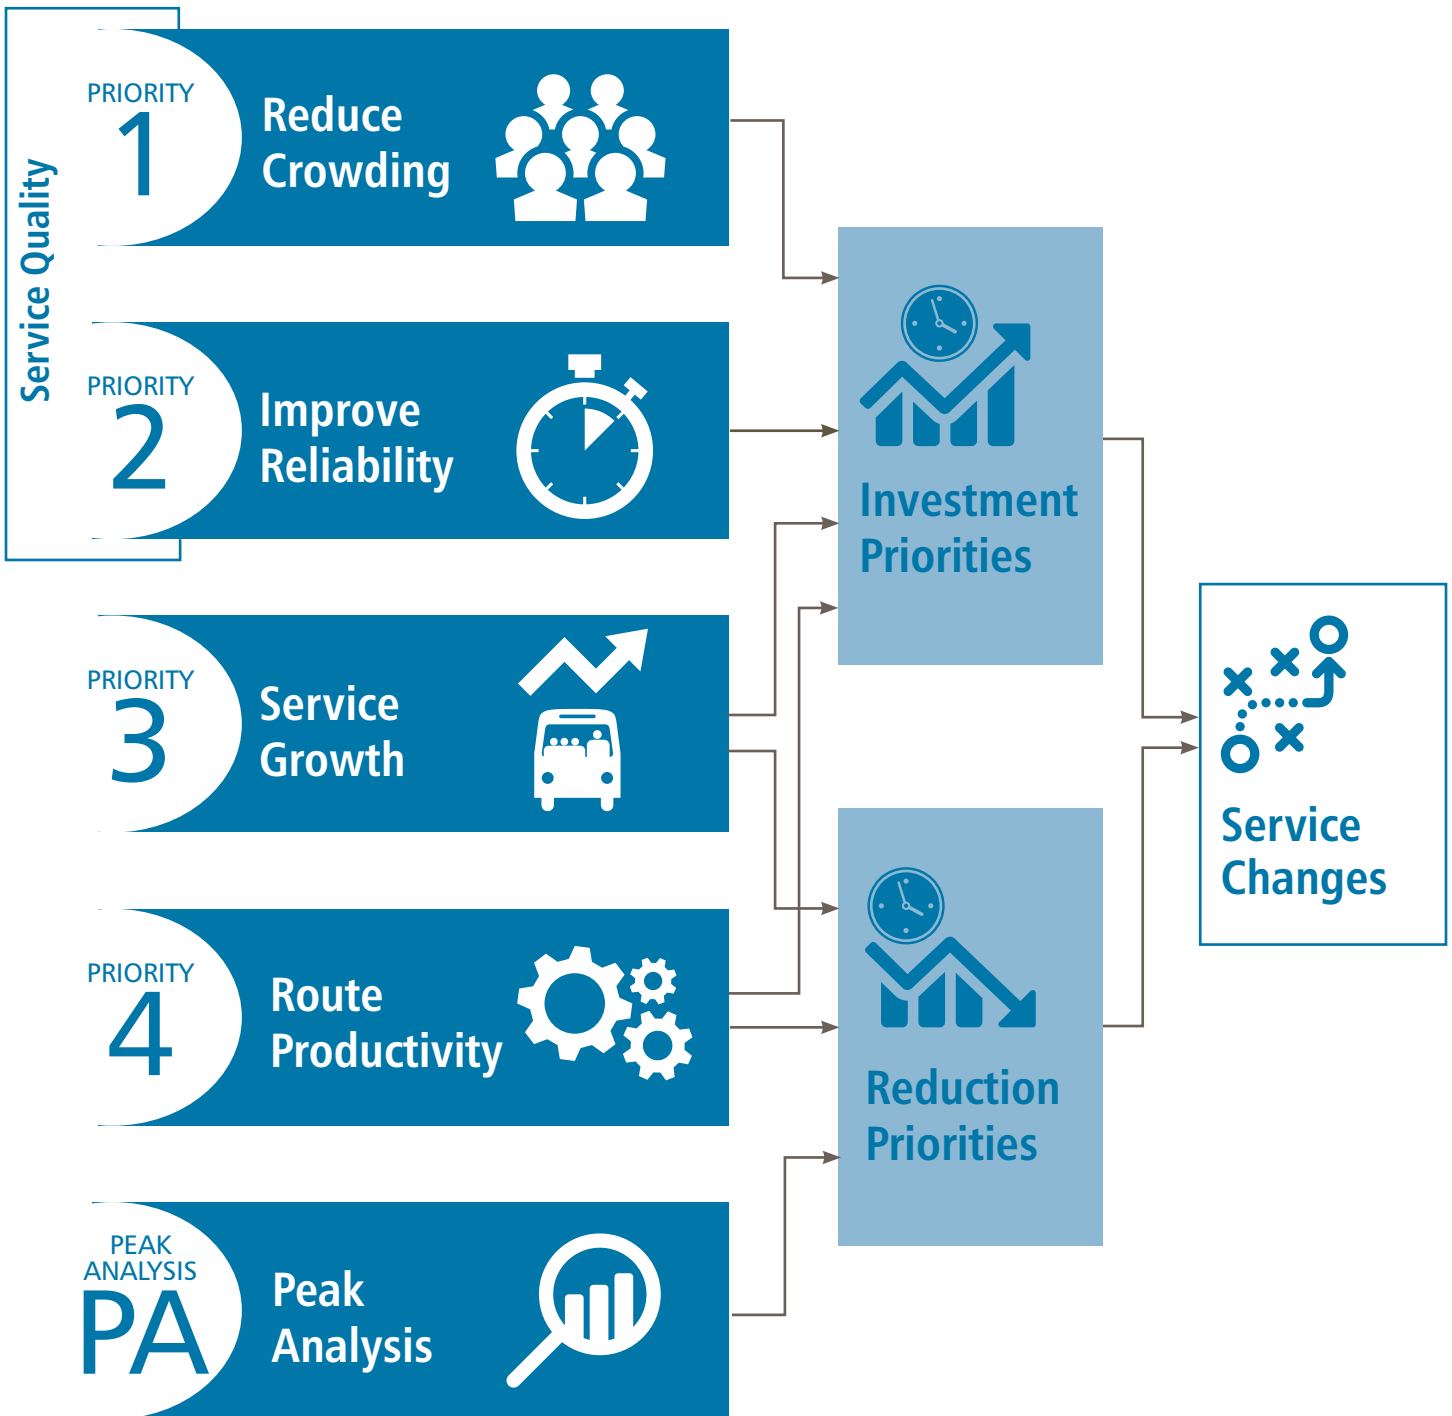 Service Quality
PRIORITY
1
Reduce
Crowding
PRIORITY
2
Improve
Reliability
PRIORITY
3
Service
Growth
PRIORITY
4
Route
Productivity
PEAK
ANALYSIS
PA
Peak
Analysis
Investment
Priorities
Reduction
Priorities
Service
Changes